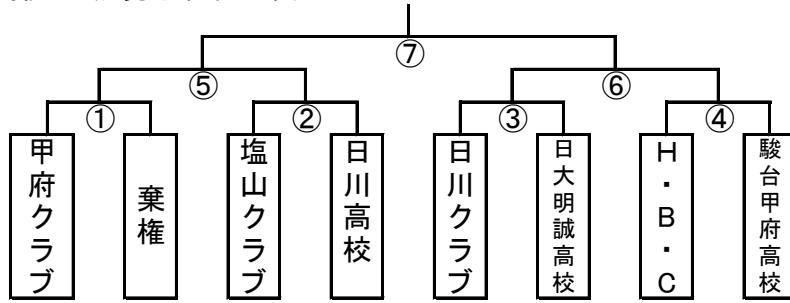 ⑦
⑤
⑥
①
②
③
④
甲府クラブ
棄権
塩山クラブ
日川高校
日川クラブ
日大明誠高校
H・B・C
駿台甲府高校